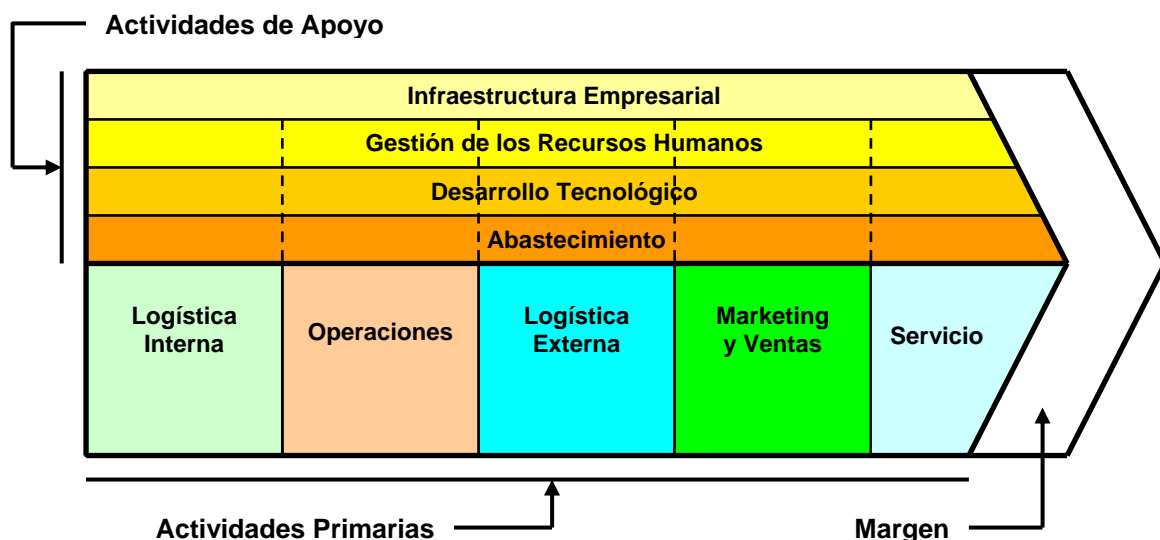 Actividades de Apoyo
Infraestructura Empresarial
Gestión de los Recursos Humanos
Desarrollo Tecnológico
Abastecimiento
Logística
Interna
Operaciones
Logística
Externa
Marketing
y Ventas
Servicio
Actividades Primarias
Margen